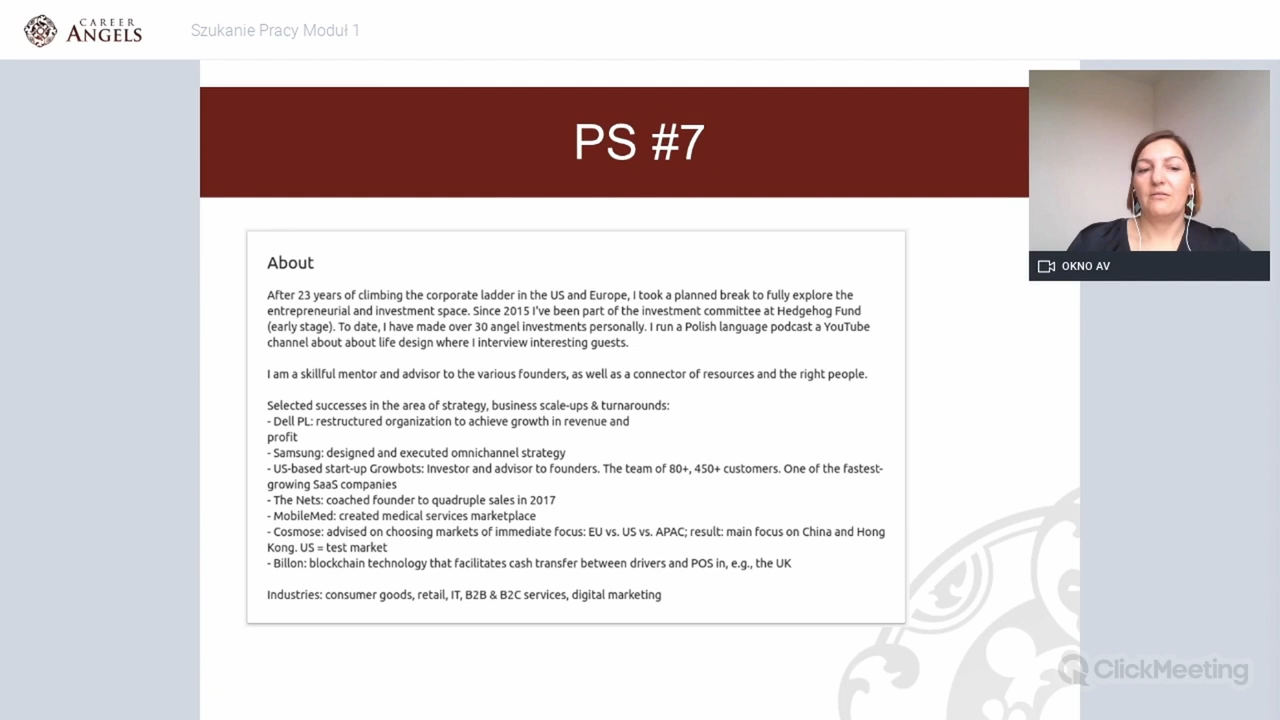 CAREER
ANGELS
Szukanie Pracy Moduł 1
PS #7
OKNO AV
About
After 23 years of climbing the corporate ladder in the US and Europe, I took a planned break to fully explore the
entrepreneurial and investment space. Since 2015 I've been part of the investment committee at Hedgehog Fund
(early stage). To date, I have made over 30 angel investments personally. I run a Polish language podcast a YouTube
channel about about life design where I interview interesting guests.
I am a skillful mentor and advisor to the various founders, as well as a connector of resources and the right people.
Selected successes in the area of strategy, business scale-ups & turnarounds:
- Dell PL: restructured organization to achieve growth in revenue and
profit
- Samsung: designed and executed omnichannel strategy
- US-based start-up Growbots: Investor and advisor to founders. The team of 80+, 450+ customers. One of the fastest-
growing SaaS companies
- The Nets: coached founder to quadruple sales in 2017
- MobileMed: created medical services marketplace
- Cosmose: advised on choosing markets of immediate focus: EU vs. US vs. APAC; result: main focus on China and Hong
Kong. US = test market
- Billon: blockchain technology that facilitates cash transfer between drivers and POS in, e.g., the UK
Industries: consumer goods, retail, IT, B2B & B2C services, digital marketing
ClickMeeting